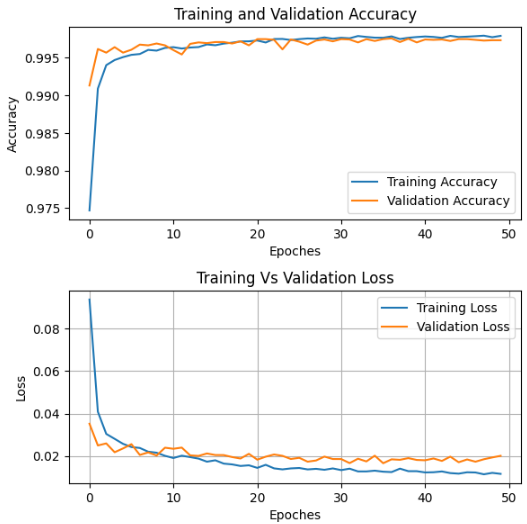 Training and Validation Accuracy
0.995
0.990
0.985
0.980
0.975
Accuracy
Training Accuracy
Validation Accuracy
0 10 20 30 40 50
Epoches
Training Vs Validation Loss
0.08
0.06
0.04
0.02
Loss
Training Loss
Validation Loss
0 10 20 30 40 50
Epoches